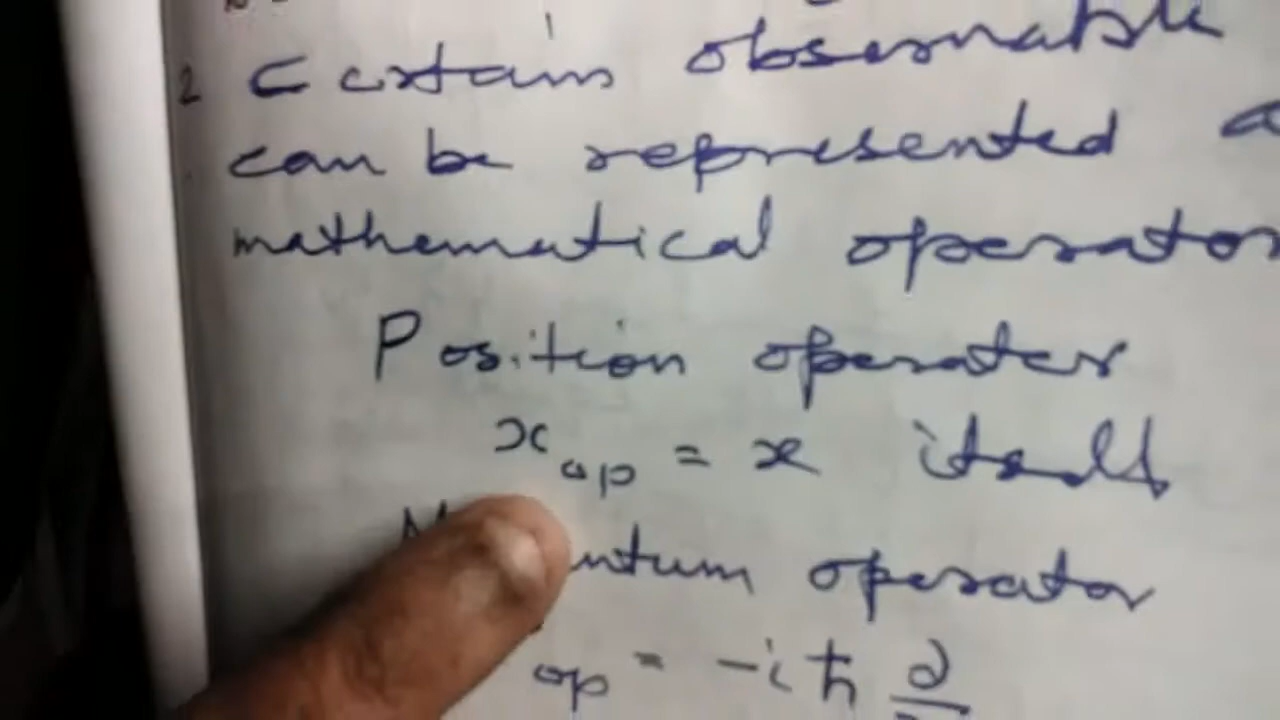 2 Certain observable
can be represented a
mathematical operator
Position operator
x op = x itself
ntum operator
op = -iħ ∂